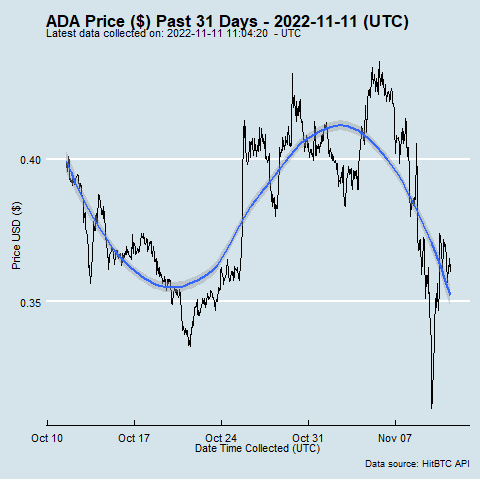 ADA Price ($) Past 31 Days - 2022-11-11 (UTC)
Latest data collected on: 2022-11-11 11:04:20  - UTC
0.40
0.35
Price USD ($)
Oct 10
Oct 17
Oct 24
Oct 31
Nov 07
Date Time Collected (UTC)
Data source: HitBTC API